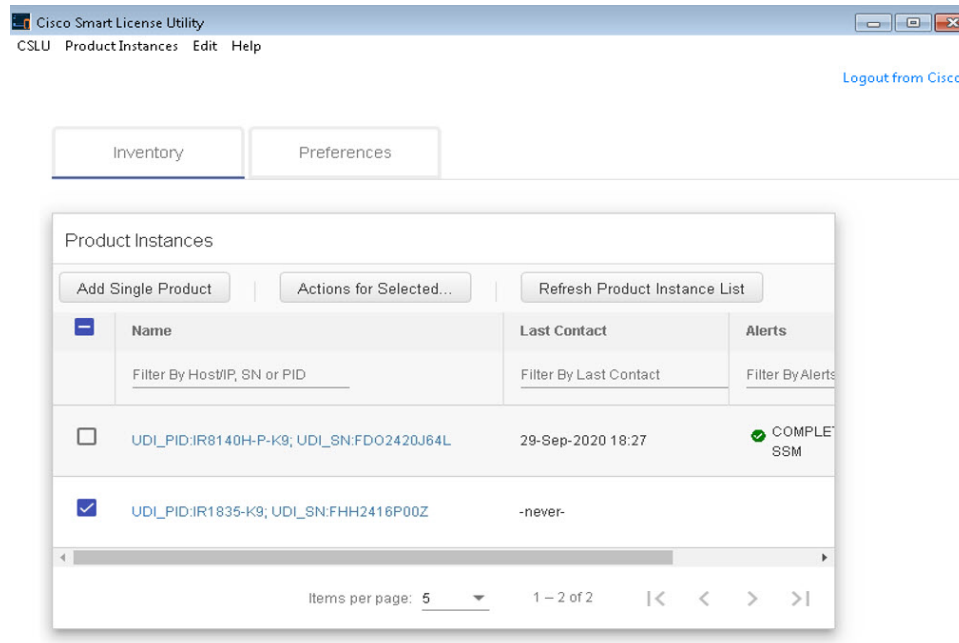 Cisco Smart License Utility
CSLU Product Instances Edit Help
Logout from Cisco
Inventory Preferences
Product Instances
Add Single Product Actions for Selected... Refresh Product Instance List
Name Last Contact Alerts
Filter By Host/IP, SN or PID Filter By Last Contact Filter By Alerts
UDI_PID:IR8140H-P-K9; UDI_SN:FDO2420J64L 29-Sep-2020 18:27 COMPLET
SSM
UDI_PID:IR1835-K9; UDI_SN:FHH2416P00Z -never-
Items per page: 5 1 – 2 of 2